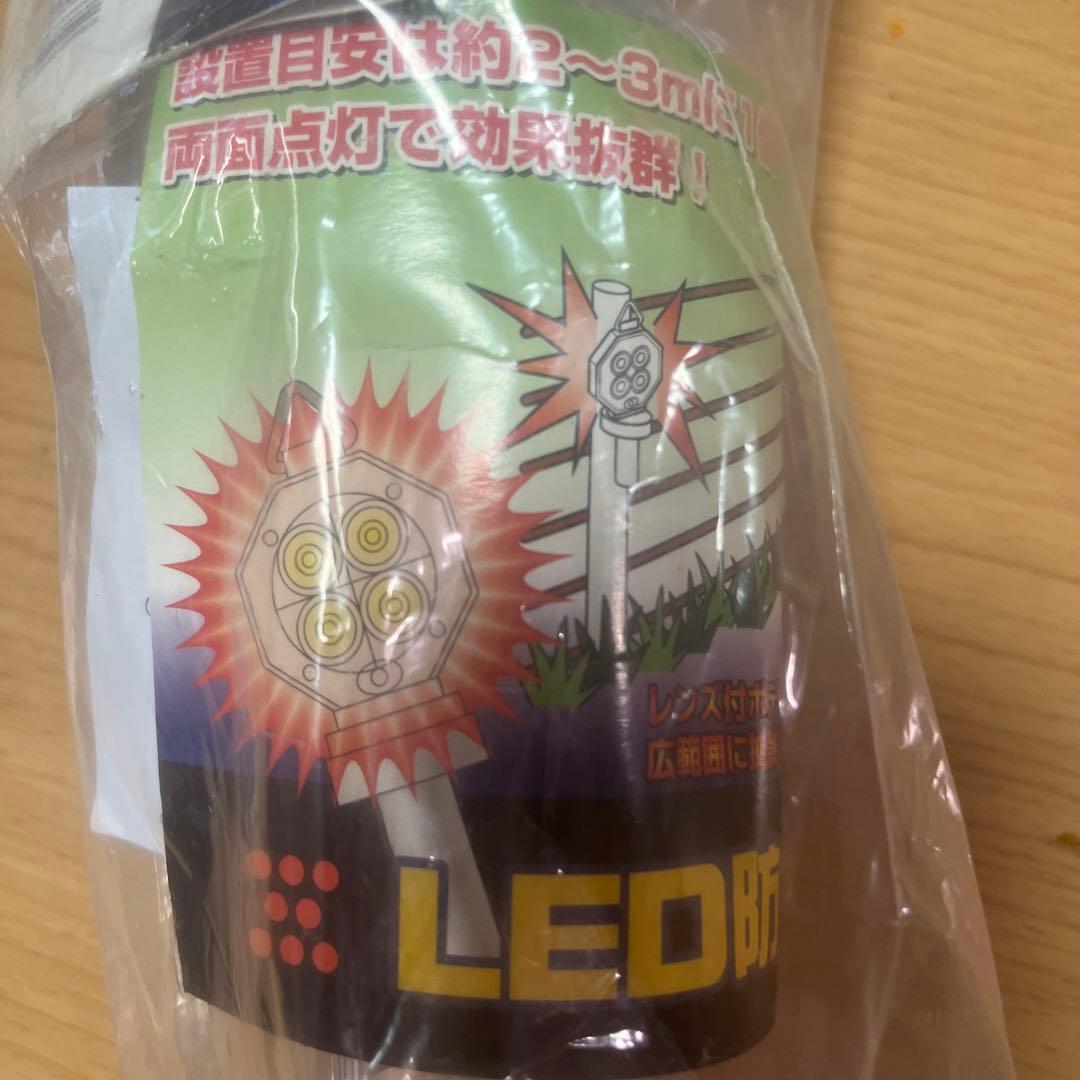 設置目安は約2〜3mに1
両面点灯で効果抜群!
レンズ付ボ
広範囲に
LED防